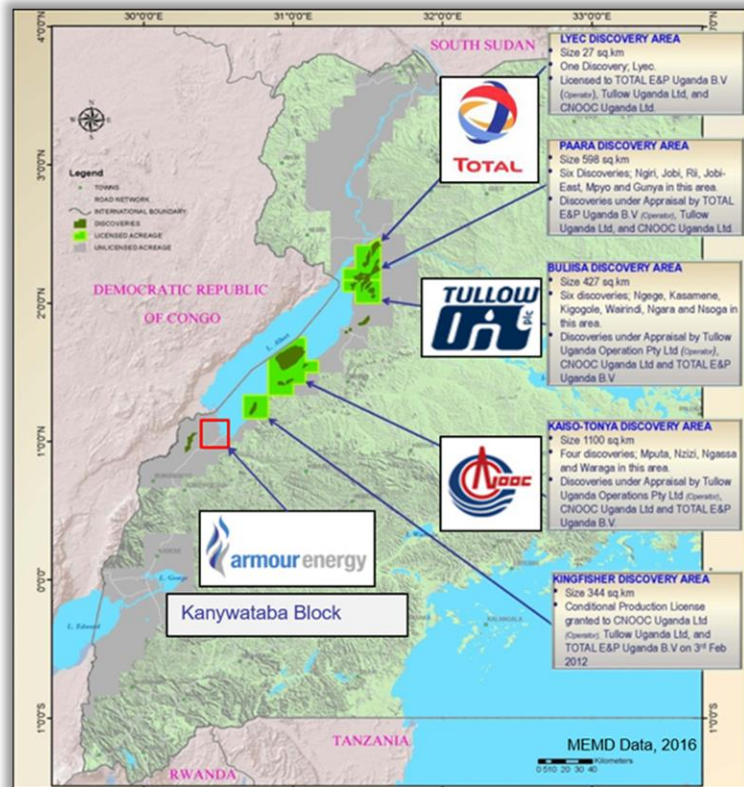 30°0'0"E
31°0'0"E
32°0'0"E
33°0'0"E
4°0'0"N
3°0'0"N
2°0'0"N
1°0'0"N
0°0'0"
1°0'0"S
0°0'0"
1°0'0"S
SOUTH SUDAN
N
W
E
S
Legend
TOWNS
ROAD NETWORK
INTERNATIONAL BOUNDARY
DISCOVERIES
LICENSED ACREAGE
UNLICENSED ACREAGE
DEMOCRATIC REPUBLIC
OF CONGO
L. Albert
TOTAL
TULLOW
Oil plc
CNOOC
armour energy
Kanywataba Block
L. George
L. Edward
LYEC DISCOVERY AREA
• Size 27 sq.km
• One Discovery; Lyec.
• Licensed to TOTAL E&P Uganda B.V
(Operator), Tullow Uganda Ltd, and
CNOOC Uganda Ltd.
PAARA DISCOVERY AREA
• Size 598 sq.km
• Six Discoveries; Ngiri, Jobi, Rii, Jobi-
East, Mpyo and Gunya in this area.
• Discoveries under Appraisal by TOTAL
E&P Uganda B.V (Operator), Tullow
Uganda Ltd, and CNOOC Uganda Ltd
BULIISA DISCOVERY AREA
• Size 427 sq.km
• Six discoveries; Ngege, Kasamene,
Kigogole, Wairindi, Ngara and Nsoga in
this area.
• Discoveries under Appraisal by Tullow
Uganda Operation Pty Ltd (Operator),
CNOOC Uganda Ltd and TOTAL E&P
Uganda B.V
KAISO-TONYA DISCOVERY AREA
• Size 1100 sq.km
• Four discoveries; Mputa, Nzizi, Ngassa
and Waraga in this area.
• Discoveries under Appraisal by Tullow
Uganda Operations Pty Ltd (Operator),
CNOOC Uganda Ltd and TOTAL E&P
Uganda B.V.
KINGFISHER DISCOVERY AREA
• Size 344 sq.km
• Conditional Production License
granted to CNOOC Uganda Ltd
(Operator), Tullow Uganda Ltd, and
TOTAL E&P Uganda B.V on 3rd Feb
2012
KALANGALA
TANZANIA
RWANDA
MEMD Data, 2016
Kilometers
0 5 10 20 30 40